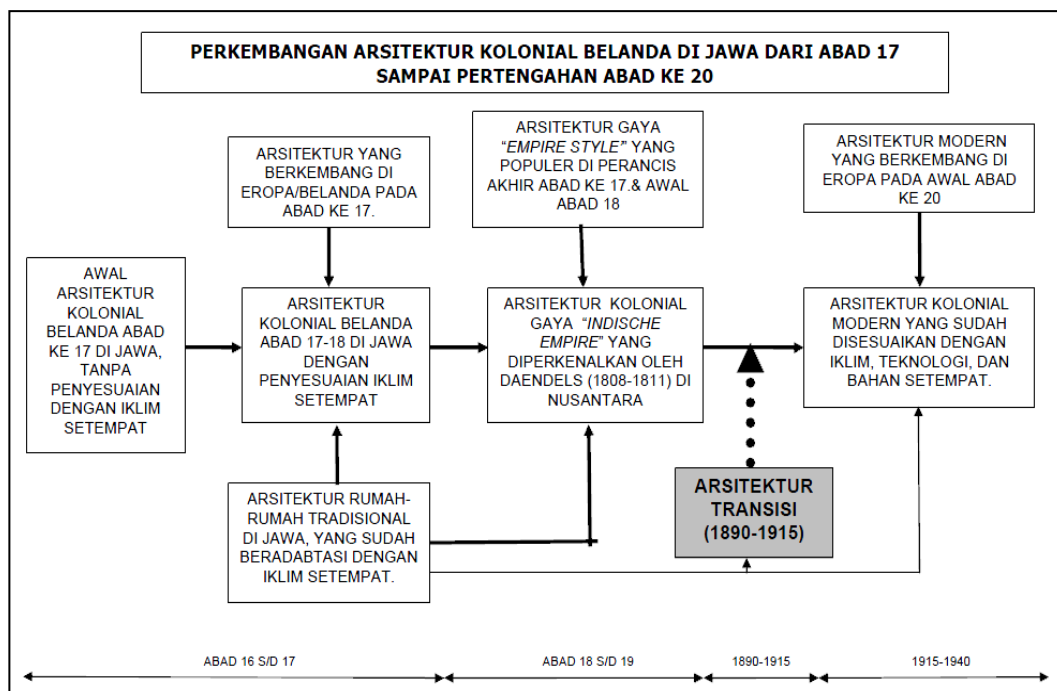 PERKEMBANGAN ARSITEKTUR KOLONIAL BELANDA DI JAWA DARI ABAD 17
SAMPAI PERTENGAHAN ABAD KE 20
ARSITEKTUR YANG
BERKEMBANG DI
EROPA/BELANDA PADA
ABAD KE 17.
ARSITEKTUR GAYA
“EMPIRE STYLE” YANG
POPULER DI PERANCIS
AKHIR ABAD KE 17.& AWAL
ABAD 18
ARSITEKTUR MODERN
YANG BERKEMBANG DI
EROPA PADA AWAL ABAD
KE 20
AWAL
ARSITEKTUR
KOLONIAL
BELANDA ABAD
KE 17 DI JAWA,
TANPA
PENYESUAIAN
DENGAN IKLIM
SETEMPAT
ARSITEKTUR
KOLONIAL BELANDA
ABAD 17-18 DI JAWA
DENGAN
PENYESUAIAN IKLIM
SETEMPAT
ARSITEKTUR KOLONIAL
GAYA “INDISCHE
EMPIRE” YANG
DIPERKENALKAN OLEH
DAENDELS (1808-1811) DI
NUSANTARA
ARSITEKTUR KOLONIAL
MODERN YANG SUDAH
DISESUAIKAN DENGAN
IKLIM, TEKNOLOGI, DAN
BAHAN SETEMPAT.
ARSITEKTUR RUMAH-
RUMAH TRADISIONAL
DI JAWA, YANG SUDAH
BERADABTASI DENGAN
IKLIM SETEMPAT.
ARSITEKTUR
TRANSISI
(1890-1915)
ABAD 16 S/D 17
ABAD 18 S/D 19
1890-1915
1915-1940